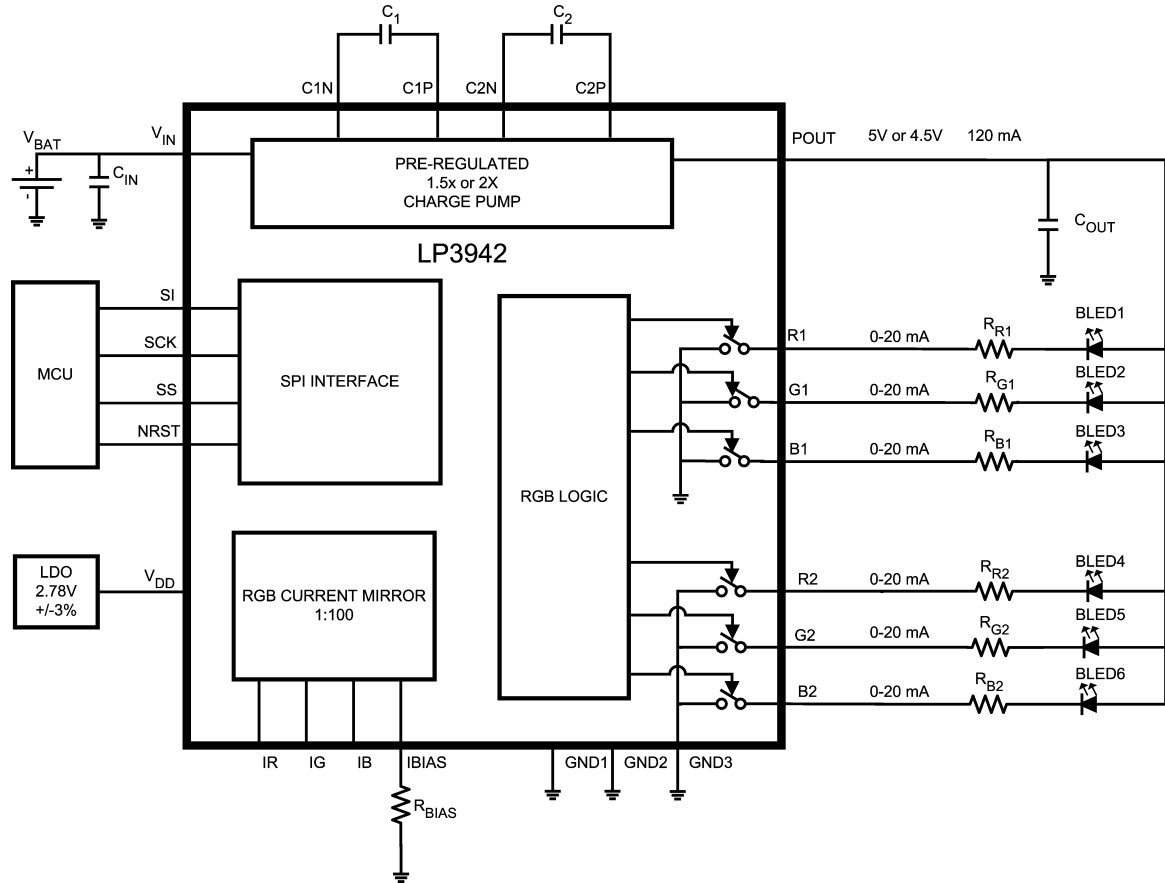 C1
C2
C1N
C1P
C2N
C2P
VBAT
VIN
POUT
5V or 4.5V
120 mA
+
-
CIN
PRE-REGULATED
1.5x or 2X
CHARGE PUMP
COUT
LP3942
MCU
SI
SCK
SS
NRST
SPI INTERFACE
RGB LOGIC
R1
0-20 mA
RR1
BLED1
G1
0-20 mA
RG1
BLED2
B1
0-20 mA
RB1
BLED3
LDO
2.78V
+/-3%
VDD
RGB CURRENT MIRROR
1:100
R2
0-20 mA
RR2
BLED4
G2
0-20 mA
RG2
BLED5
B2
0-20 mA
RB2
BLED6
IR
IG
IB
IBIAS
GND1
GND2
GND3
RBIAS